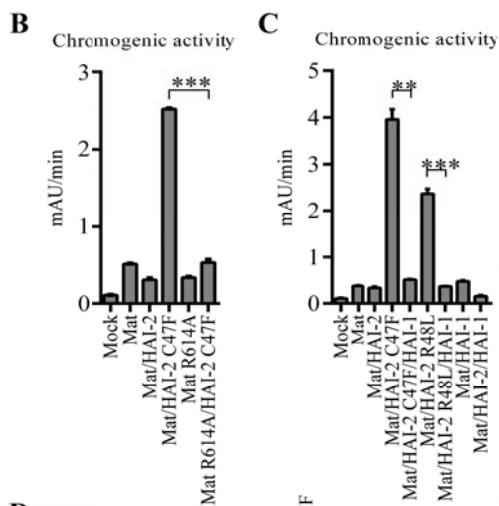 B
Chromogenic activity
mAU/min
3
2
1
0
***
Mock
Mat
Mat/HAI-2
Mat/HAI-2 C47F
Mat R614A
Mat R614A/HAI-2 C47F
C
Chromogenic activity
mAU/min
5
4
3
2
1
0
**
***
Mock
Mat
Mat/HAI-2
Mat/HAI-2 C47F
Mat/HAI-2 C47F/HAI-1
Mat/HAI-2 R48L
Mat/HAI-2 R48L/HAI-1
Mat/HAI-1
Mat/HAI-2/HAI-1
F